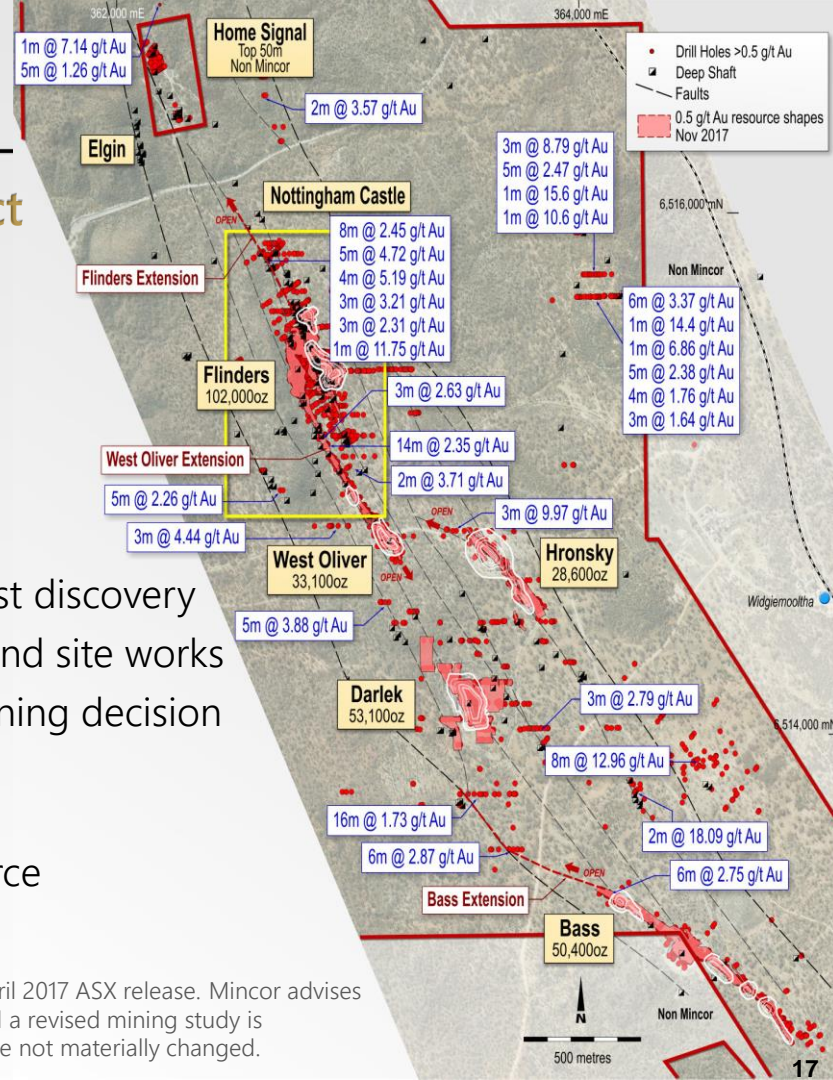 362,000 mE
364,000 mE
1m @ 7.14 g/t Au
5m @ 1.26 g/t Au
Home Signal
Top 50m
Non Mincor
Drill Holes >0.5 g/t Au
Deep Shaft
Faults
0.5 g/t Au resource shapes
Nov 2017
2m @ 3.57 g/t Au
Elgin
3m @ 8.79 g/t Au
5m @ 2.47 g/t Au
1m @ 15.6 g/t Au
1m @ 10.6 g/t Au
ct
Nottingham Castle
6,516,000 mN
OPEN
8m @ 2.45 g/t Au
5m @ 4.72 g/t Au
4m @ 5.19 g/t Au
3m @ 3.21 g/t Au
3m @ 2.31 g/t Au
1m @ 11.75 g/t Au
Flinders Extension
Non Mincor
6m @ 3.37 g/t Au
1m @ 14.4 g/t Au
1m @ 6.86 g/t Au
5m @ 2.38 g/t Au
4m @ 1.76 g/t Au
3m @ 1.64 g/t Au
Flinders
102,000oz
3m @ 2.63 g/t Au
14m @ 2.35 g/t Au
West Oliver Extension
2m @ 3.71 g/t Au
5m @ 2.26 g/t Au
OPEN
3m @ 9.97 g/t Au
3m @ 4.44 g/t Au
West Oliver
33,100oz
Hronsky
28,600oz
OPEN
Widgiemooltha
st discovery
5m @ 3.88 g/t Au
nd site works
Darlek
53,100oz
3m @ 2.79 g/t Au
ning decision
6,514,000 mN
8m @ 12.96 g/t Au
16m @ 1.73 g/t Au
2m @ 18.09 g/t Au
6m @ 2.87 g/t Au
rce
OPEN
6m @ 2.75 g/t Au
Bass Extension
Bass
50,400oz
ril 2017 ASX release. Mincor advises
d a revised mining study is
e not materially changed.
N
500 metres
Non Mincor
17